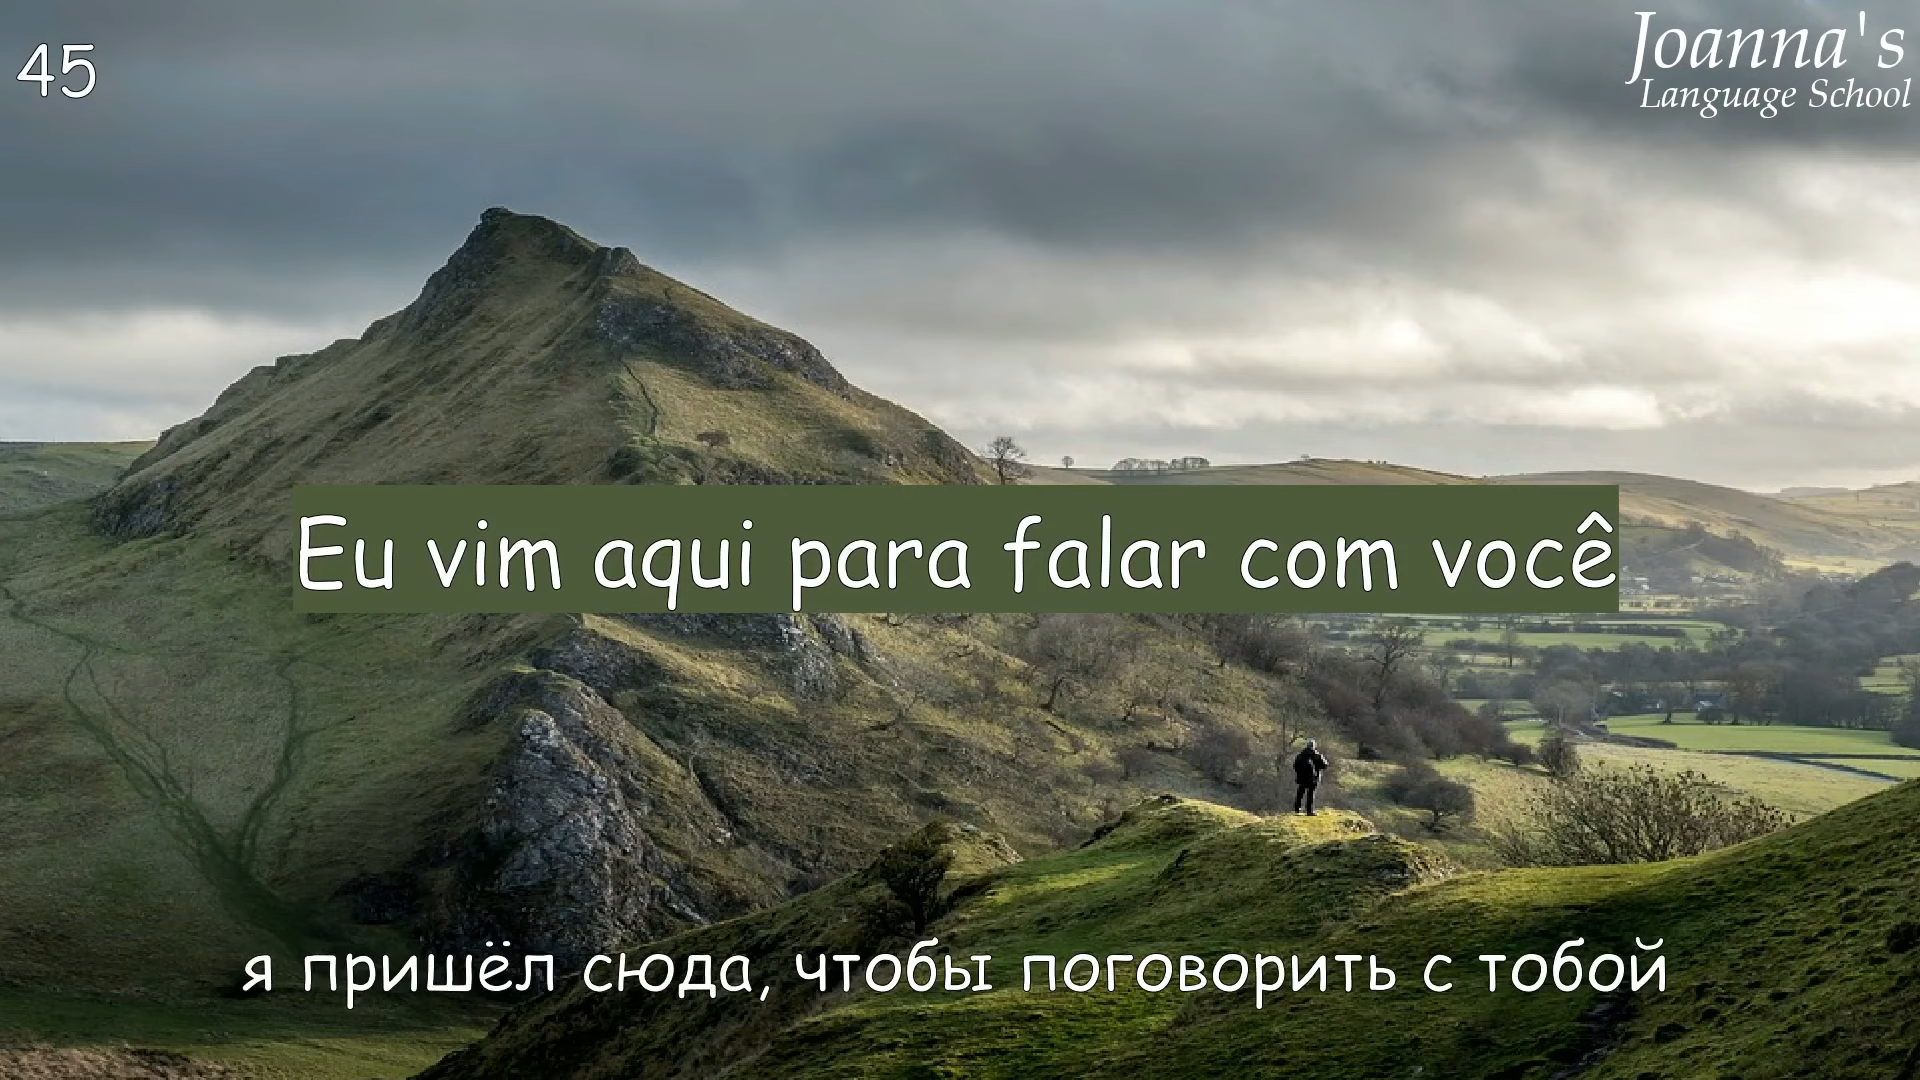 45
Joanna's
Language School
Eu vim aqui para falar com você
я пришёл сюда, чтобы поговорить с тобой